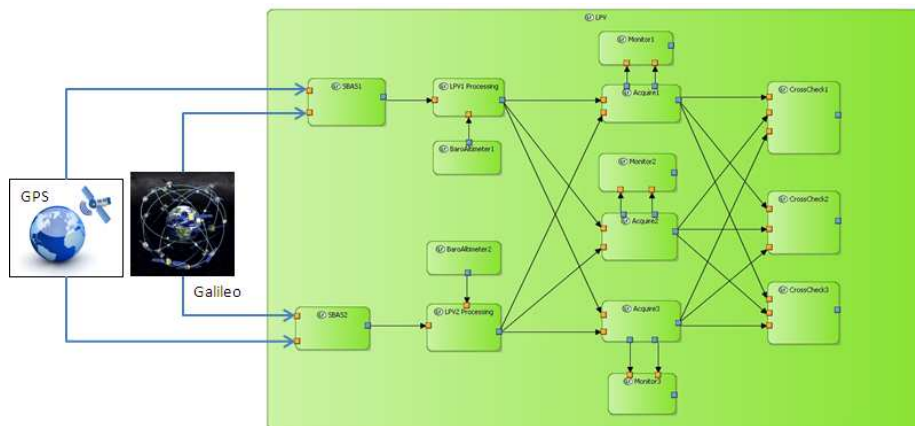 LPV
Monitor1
SBAS1
LPV1 Processing
Acquire1
CrossCheck1
BaroAltimeter1
Monitor2
GPS
Acquire2
CrossCheck2
BaroAltimeter2
Galileo
SBAS2
LPV2 Processing
Acquire3
CrossCheck3
Monitor3